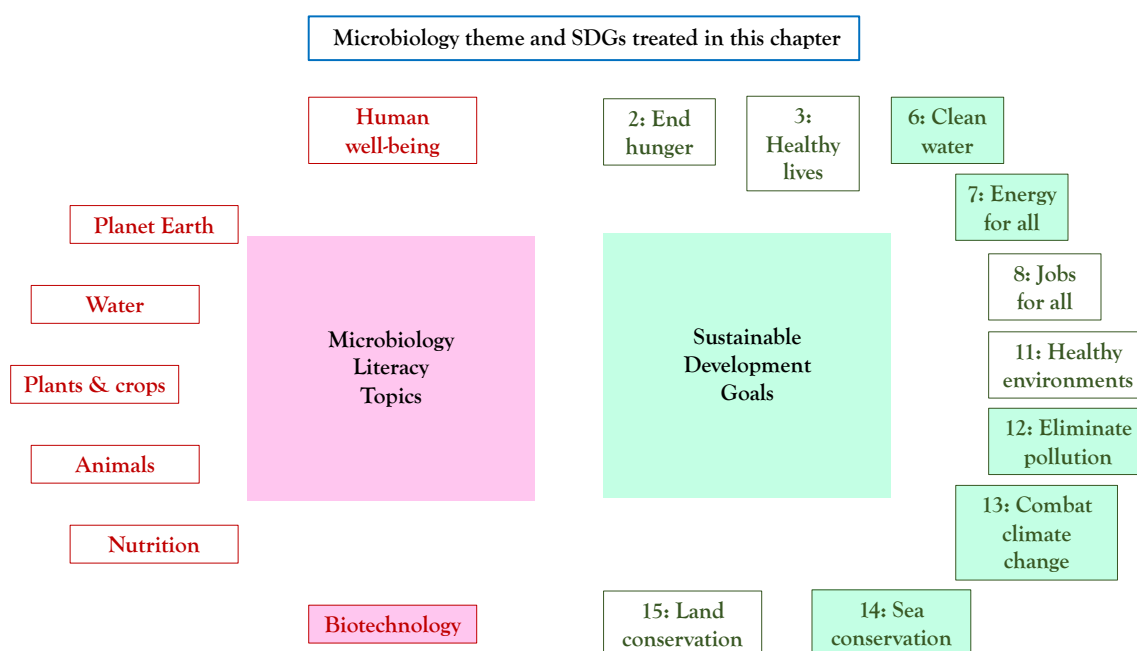 Microbiology theme and SDGs treated in this chapter
Human
well-being
2: End
hunger
3:
Healthy
lives
6: Clean
water
7: Energy
for all
Planet Earth
8: Jobs
for all
Water
Microbiology
Literacy
Topics
Sustainable
Development
Goals
11: Healthy
environments
Plants & crops
12: Eliminate
pollution
Animals
13: Combat
climate
change
Nutrition
Biotechnology
15: Land
conservation
14: Sea
conservation